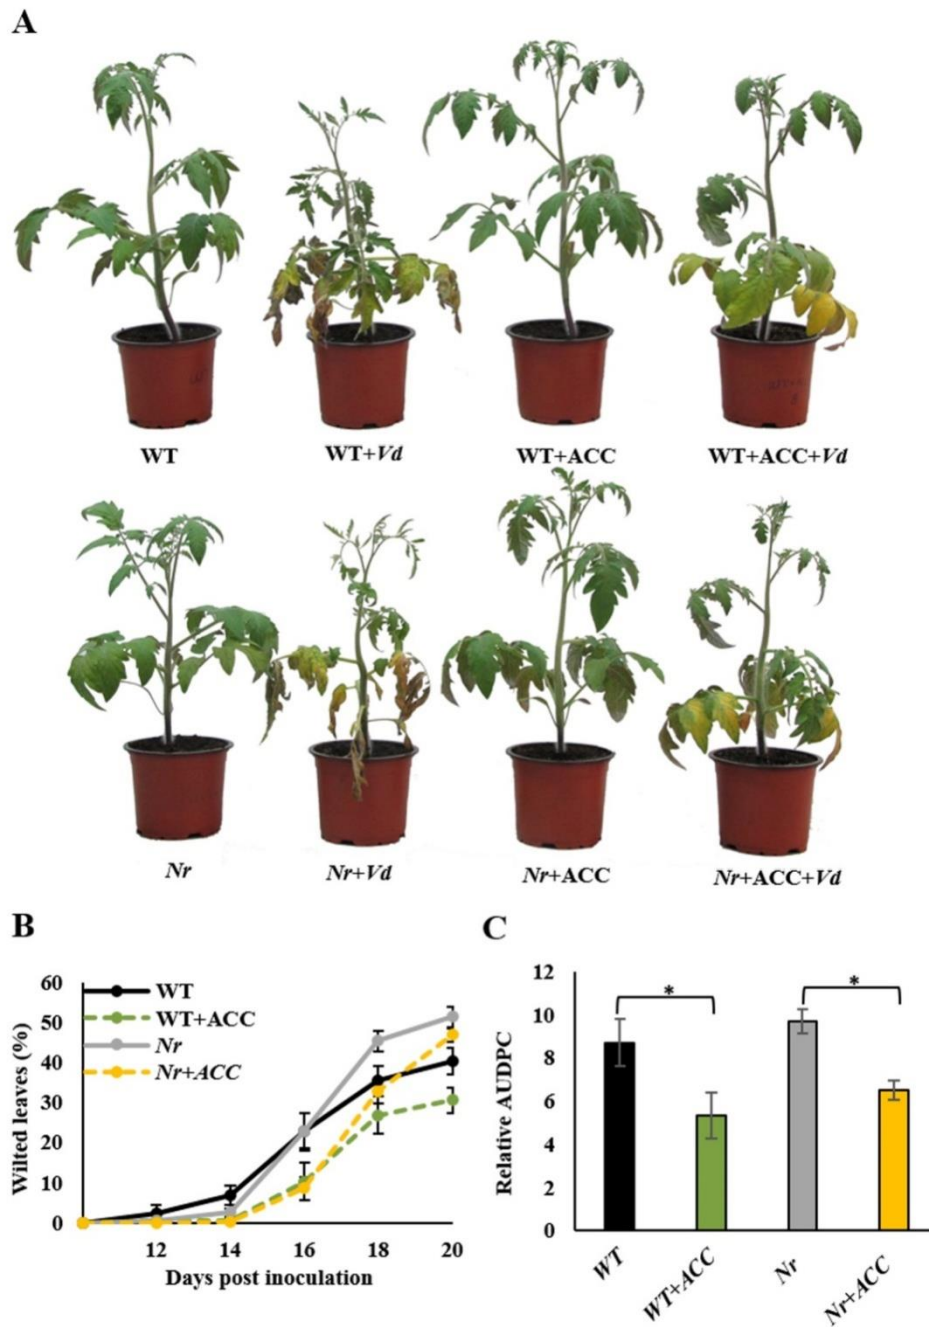 A
WT
WT+Vd
WT+ACC
WT+ACC+Vd
Nr
Nr+Vd
Nr+ACC
Nr+ACC+Vd
B
C
60
50
40
30
20
10
0
Wilted leaves (%)
WT
WT+ACC
Nr
Nr+ACC
12 14 16 18 20
Days post inoculation
12
10
8
6
4
2
0
Relative AUDPC
*
*
WT
WT+ACC
Nr
Nr+ACC